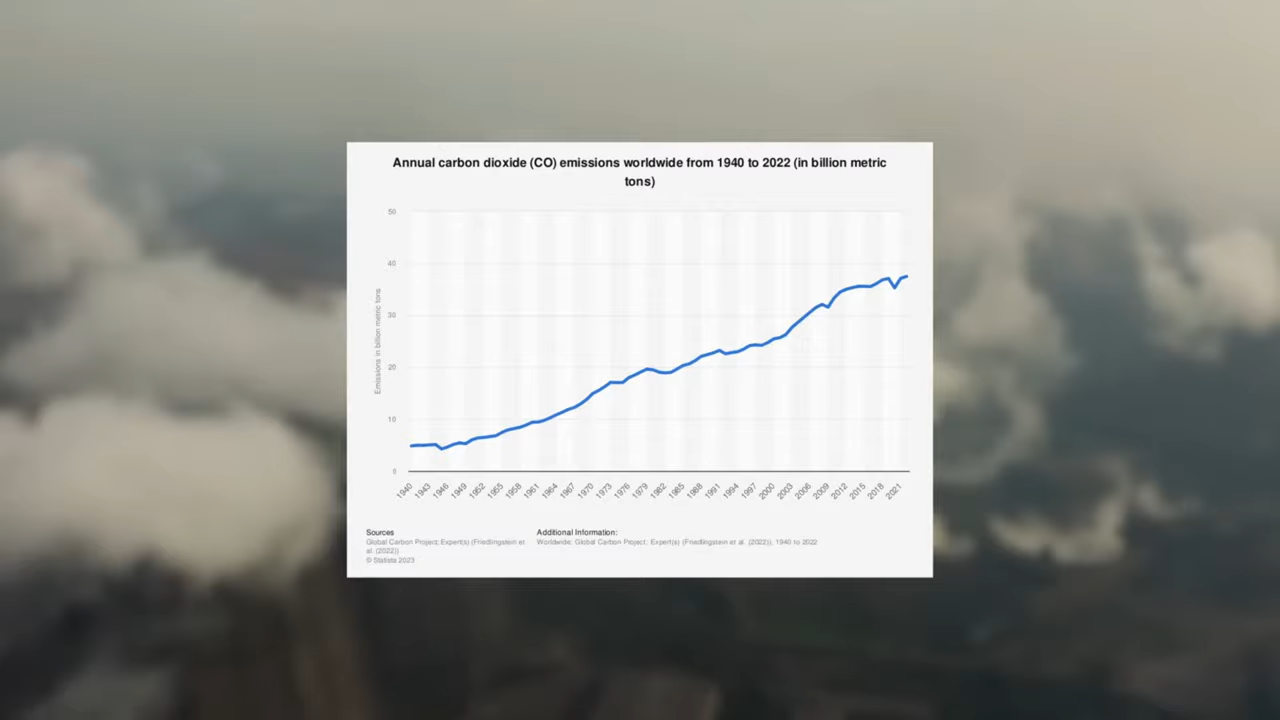 Annual carbon dioxide (CO) emissions worldwide from 1940 to 2022 (in billion metric
tons)
50
40
30
20
10
0
Emissions in billion metric tons
1940 1943 1946 1949 1952 1955 1958 1961 1964 1967 1970 1973 1976 1979 1982 1985 1988 1991 1994 1997 2000 2003 2006 2009 2012 2015 2018 2021
Sources
Global Carbon Project; Expert(s) (Friedlingstein et
al. (2022))
© Statista 2023
Additional Information:
Worldwide; Global Carbon Project; Expert(s) (Friedlingstein et al. (2022)); 1940 to 2022